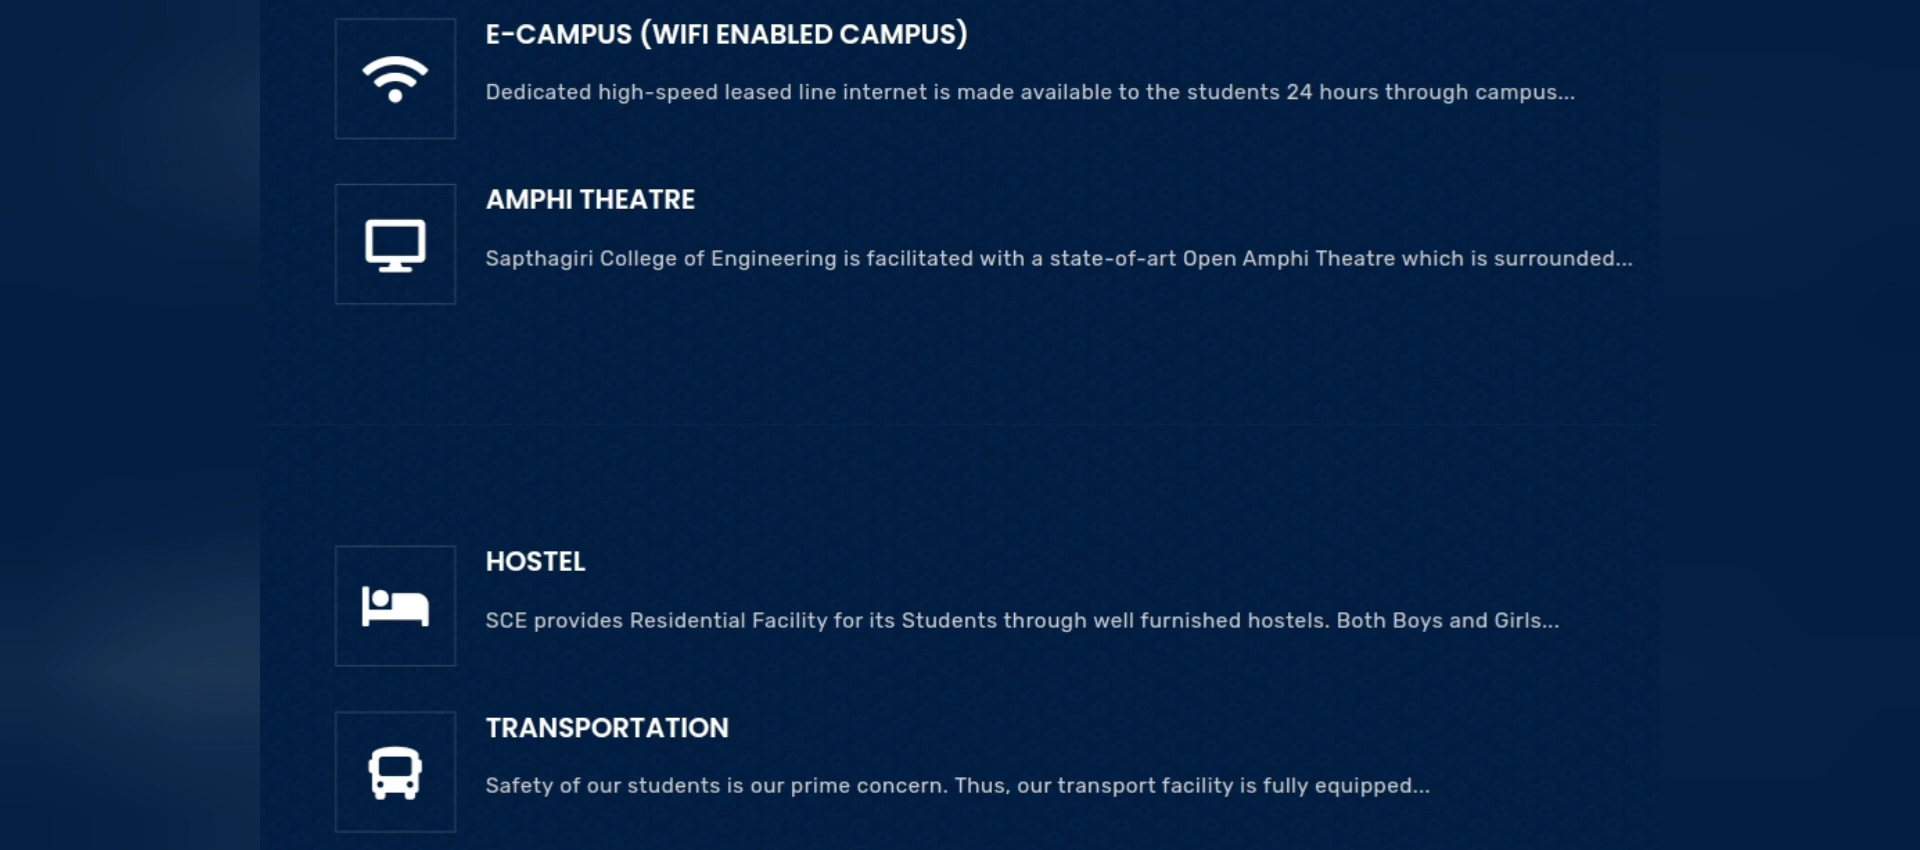 E-CAMPUS (WIFI ENABLED CAMPUS)
Dedicated high-speed leased line internet is made available to the students 24 hours through campus...
AMPHI THEATRE
Sapthagiri College of Engineering is facilitated with a state-of-art Open Amphi Theatre which is surrounded...
HOSTEL
SCE provides Residential Facility for its Students through well furnished hostels. Both Boys and Girls...
TRANSPORTATION
Safety of our students is our prime concern. Thus, our transport facility is fully equipped...